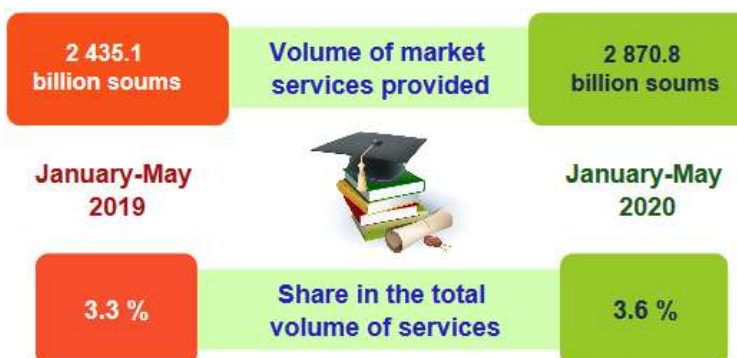 2 435.1
billion soums
Volume of market
services provided
2 870.8
billion soums
January-May
2019
January-May
2020
3.3 %
Share in the total
volume of services
3.6 %